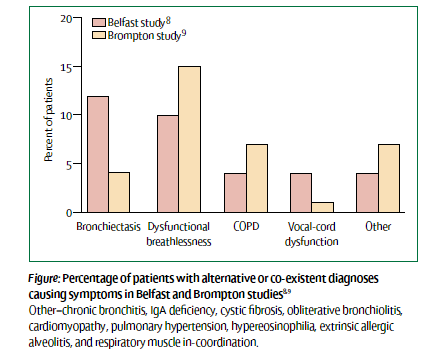 20
Belfast study8
Brompton study9
15
Percent of patients
10
5
0
Bronchiectasis Dysfunctional breathlessness COPD Vocal-cord dysfunction Other
Figure: Percentage of patients with alternative or co-existent diagnoses
causing symptoms in Belfast and Brompton studies8,9
Other–chronic bronchitis, IgA deficiency, cystic fibrosis, obliterative bronchiolitis,
cardiomyopathy, pulmonary hypertension, hypereosinophilia, extrinsic allergic
alveolitis, and respiratory muscle in-coordination.